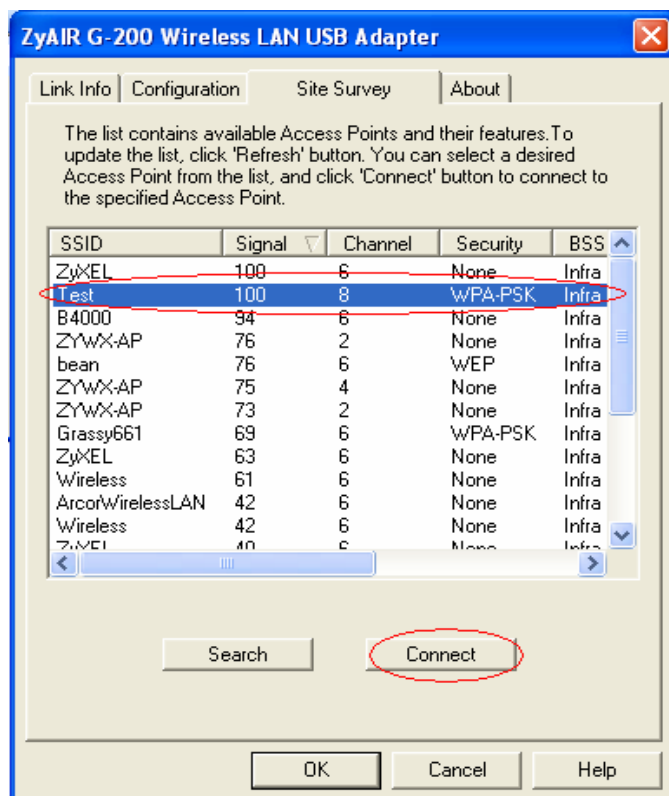 ZyAIR G-200 Wireless LAN USB Adapter
Link Info Configuration Site Survey About
The list contains available Access Points and their features.To
update the list, click 'Refresh' button. You can select a desired
Access Point from the list, and click 'Connect' button to connect to
the specified Access Point.
SSID Signal Channel Security BSS
ZyXEL 100 6 None Infra
Test 100 8 WPA-PSK Infra
B4000 94 6 None Infra
ZYWX-AP 76 2 None Infra
bean 76 6 WEP Infra
ZYWX-AP 75 4 None Infra
ZYWX-AP 73 2 None Infra
Grassy661 69 6 WPA-PSK Infra
ZyXEL 63 6 None Infra
Wireless 61 6 None Infra
ArcorWirelessLAN 42 6 None Infra
Wireless 42 6 None Infra
ZyXEL 40 6 None Infra
Search Connect
OK Cancel Help